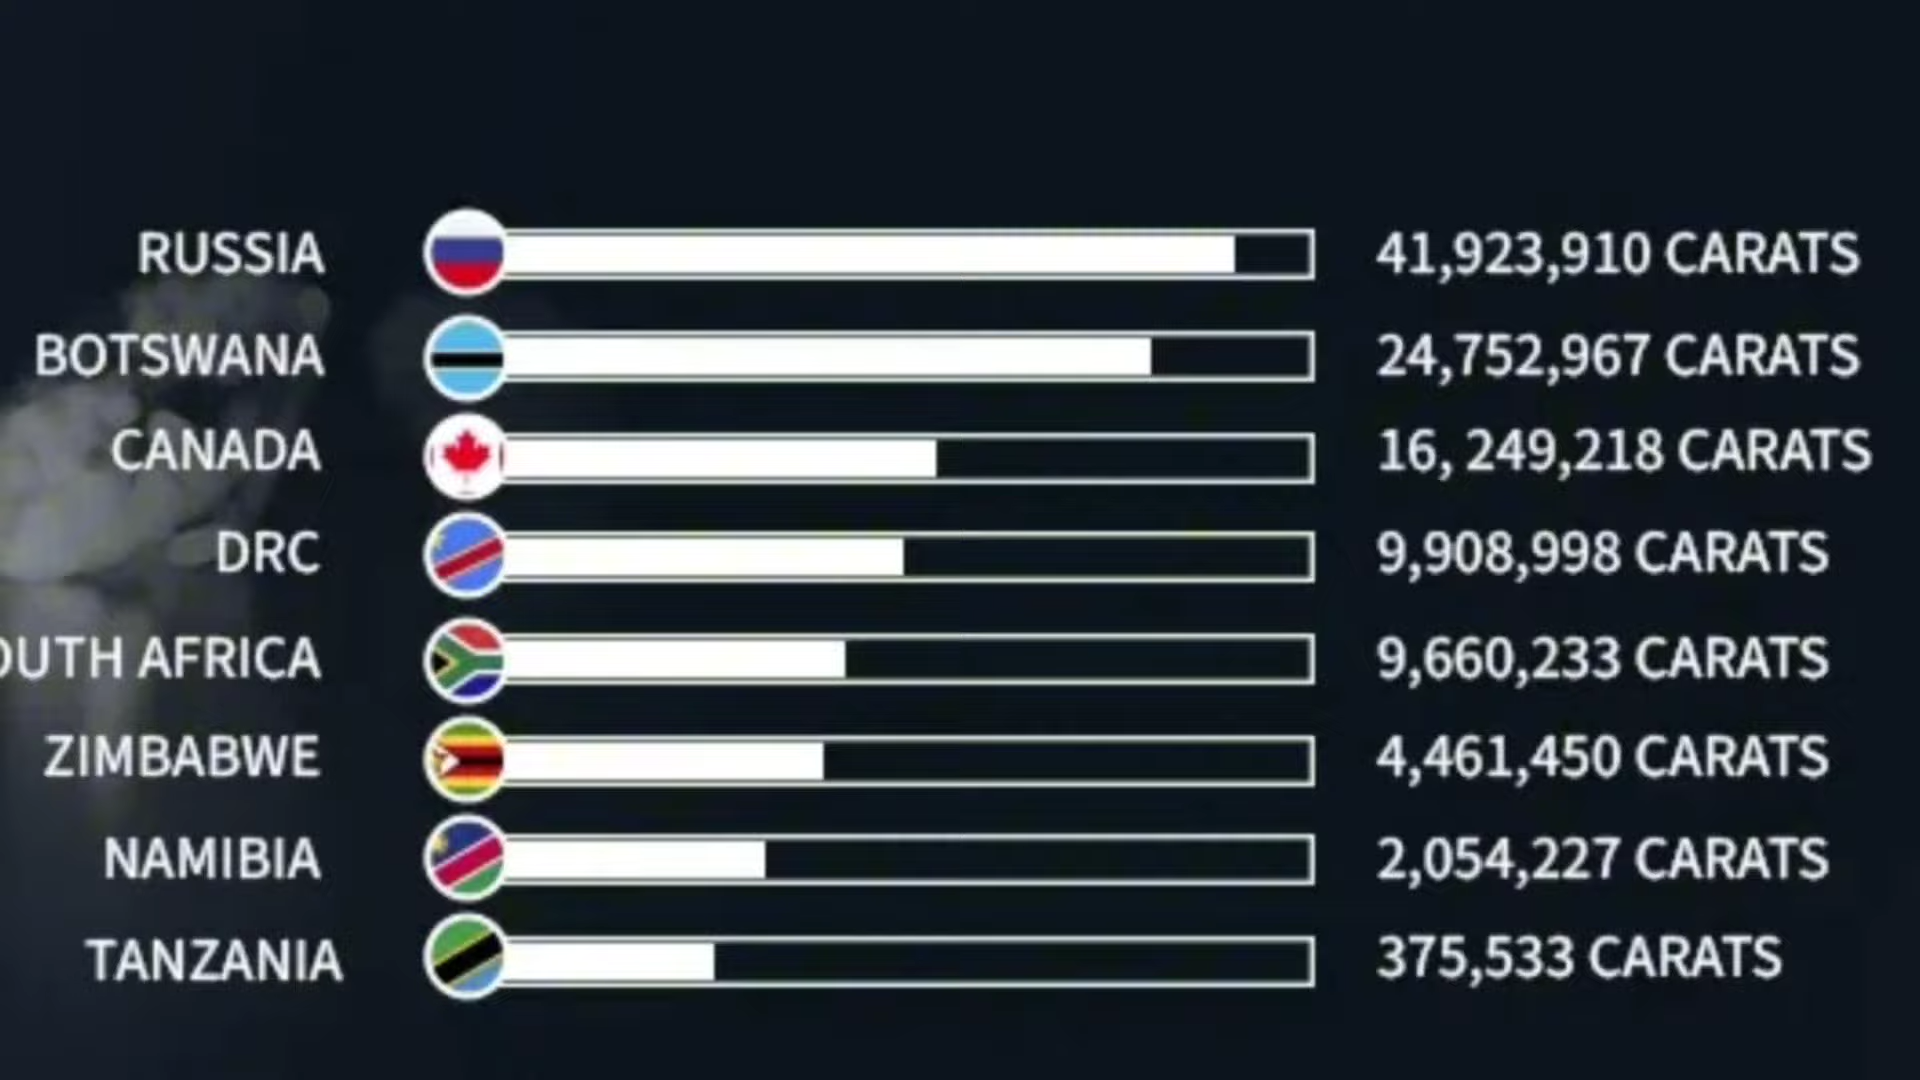 RUSSIA 41,923,910 CARATS
BOTSWANA 24,752,967 CARATS
CANADA 16, 249,218 CARATS
DRC 9,908,998 CARATS
OUTH AFRICA 9,660,233 CARATS
ZIMBABWE 4,461,450 CARATS
NAMIBIA 2,054,227 CARATS
TANZANIA 375,533 CARATS